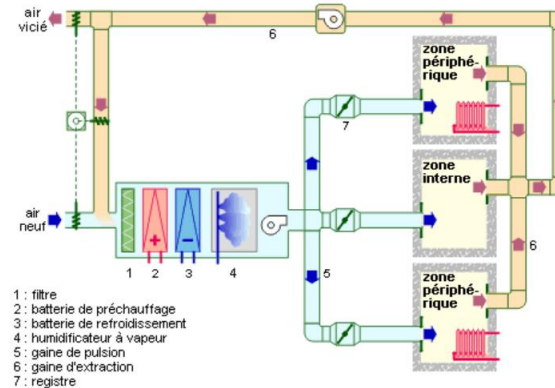 air
vicié
6
zone
périphé-
rique
7
zone
interne
air
neuf
+
−
1 2 3 4 5 6
zone
périphé-
rique
1 : filtre
2 : batterie de préchauffage
3 : batterie de refroidissement
4 : humidificateur à vapeur
5 : gaine de pulsion
6 : gaine d'extraction
7 : registre